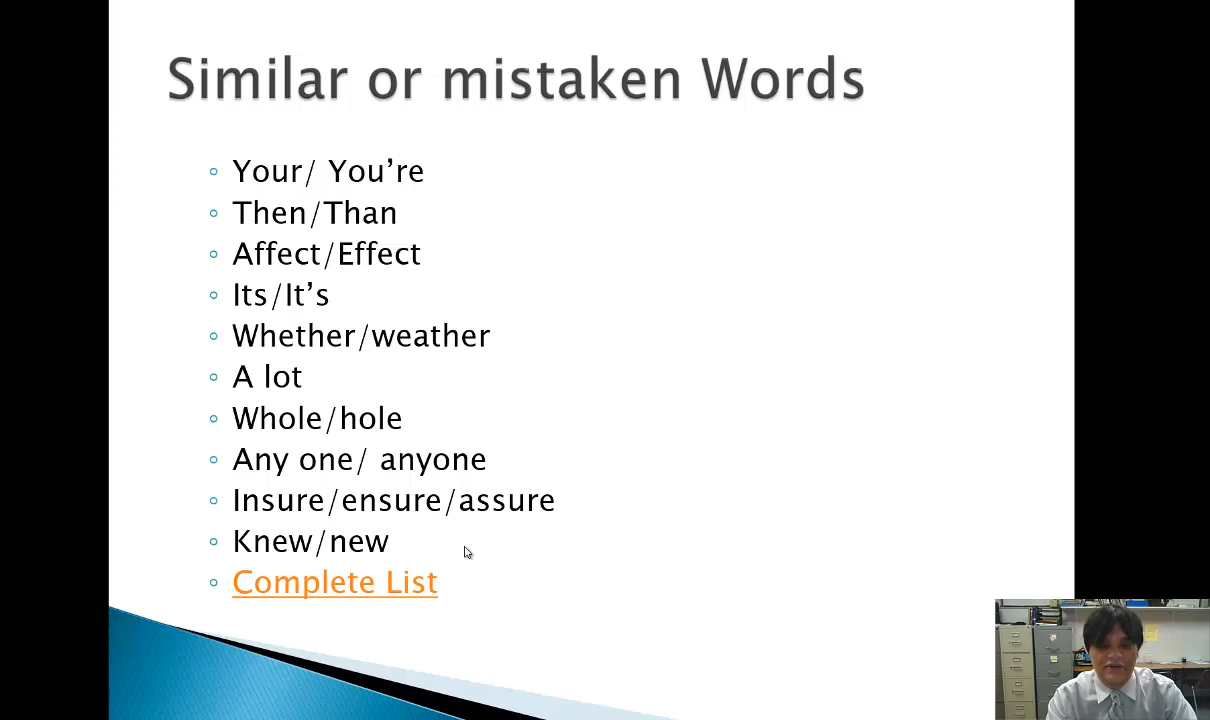 Similar or mistaken Words
Your/ You’re
Then/Than
Affect/Effect
Its/It’s
Whether/weather
A lot
Whole/hole
Any one/ anyone
Insure/ensure/assure
Knew/new
Complete List